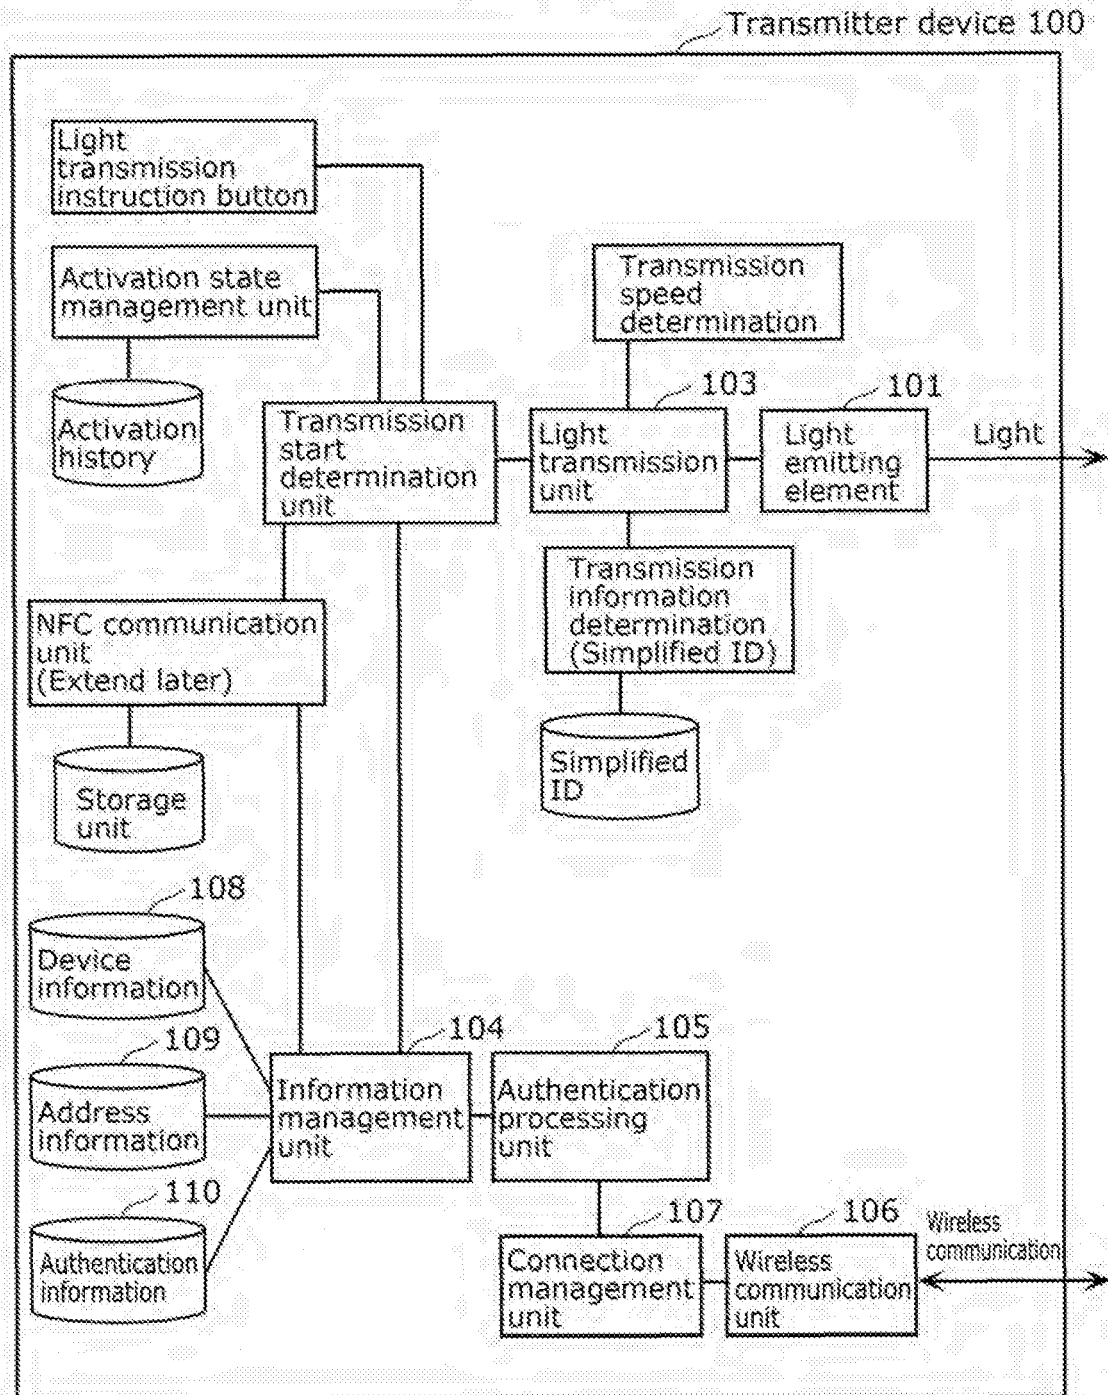 Transmitter device 100
Light
transmission
instruction button
Activation state
management unit
Activation
history
Transmission
speed
determination
103
101
Transmission
start
determination
unit
Light
transmission
unit
Light
emitting
element
Light
NFC communication
unit
(Extend later)
Transmission
information
determination
(Simplified ID)
Storage
unit
Simplified
ID
108
Device
information
109
104
105
Address
information
Information
management
unit
Authentication
processing
unit
110
Authentication
information
107
106
Connection
management
unit
Wireless
communication
unit
Wireless
communication